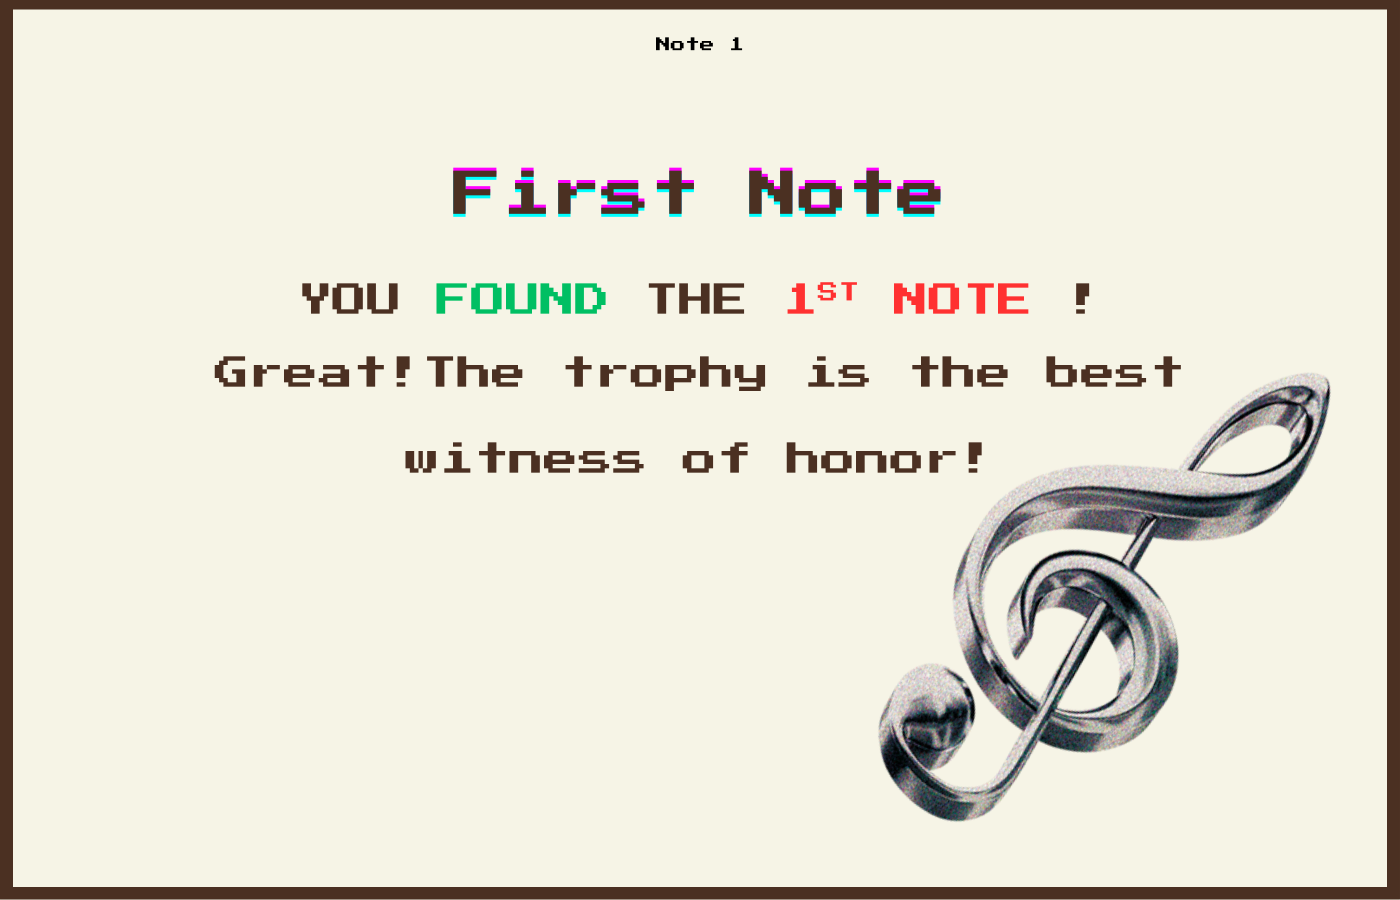 Note 1
First Note
YOU FOUND THE 1ST NOTE !
Great!The trophy is the best
witness of honor!